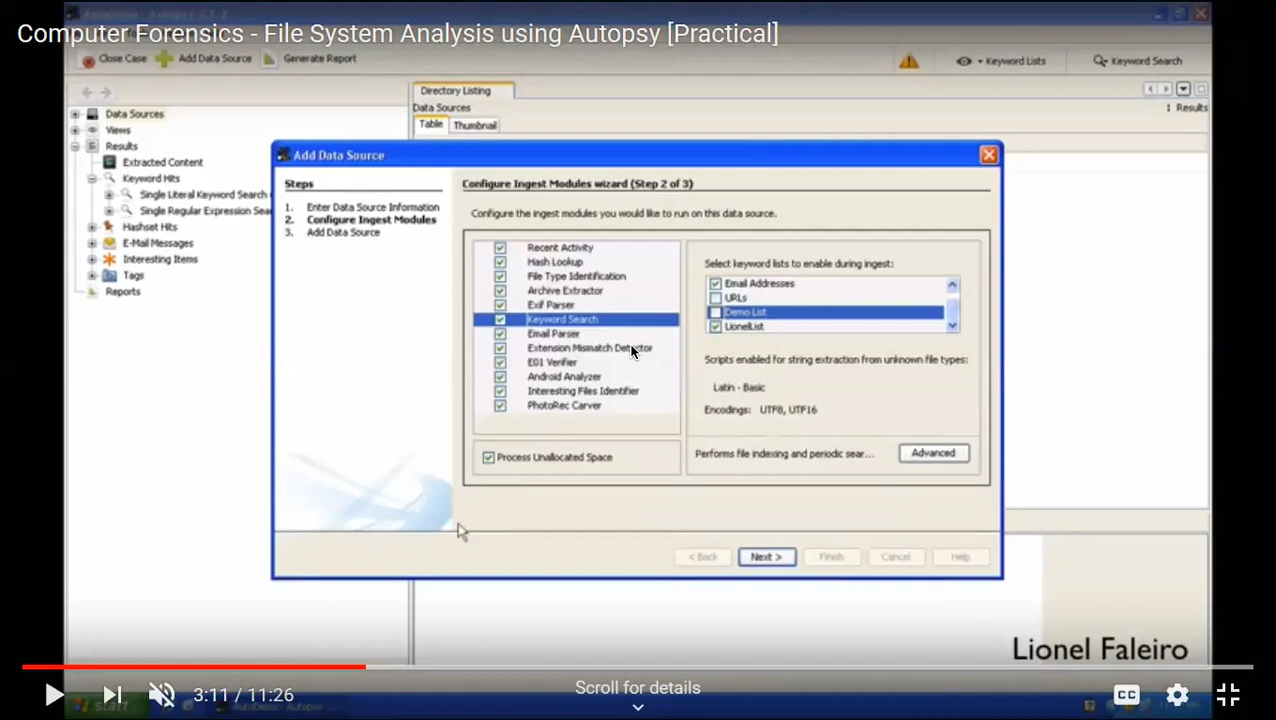 Computer Forensics - File System Analysis using Autopsy [Practical]
Close Case
Add Data Source
Generate Report
Keyword Lists
Keyword Search
Directory Listing
Data Sources
1 Results
Table
Thumbnail
Data Sources
Views
Results
Extracted Content
Keyword Hits
Single Literal Keyword Search
Single Regular Expression Sea
Hashset Hits
E-Mail Messages
Interesting Items
Tags
Reports
Add Data Source
Steps
1. Enter Data Source Information
2. Configure Ingest Modules
3. Add Data Source
Configure Ingest Modules wizard (Step 2 of 3)
Configure the ingest modules you would like to run on this data source.
Recent Activity
Hash Lookup
File Type Identification
Archive Extractor
Exif Parser
Keyword Search
Email Parser
Extension Mismatch Detector
E01 Verifier
Android Analyzer
Interesting Files Identifier
PhotoRec Carver
Process Unallocated Space
Select keyword lists to enable during ingest:
Email Addresses
URLs
Demo List
LionelList
Scripts enabled for string extraction from unknown file types:
Latin - Basic
Encodings: UTF8, UTF16
Performs file indexing and periodic sear...
Advanced
< Back
Next >
Finish
Cancel
Help
Lionel Faleiro
3:11 / 11:26
Scroll for details
CC
start